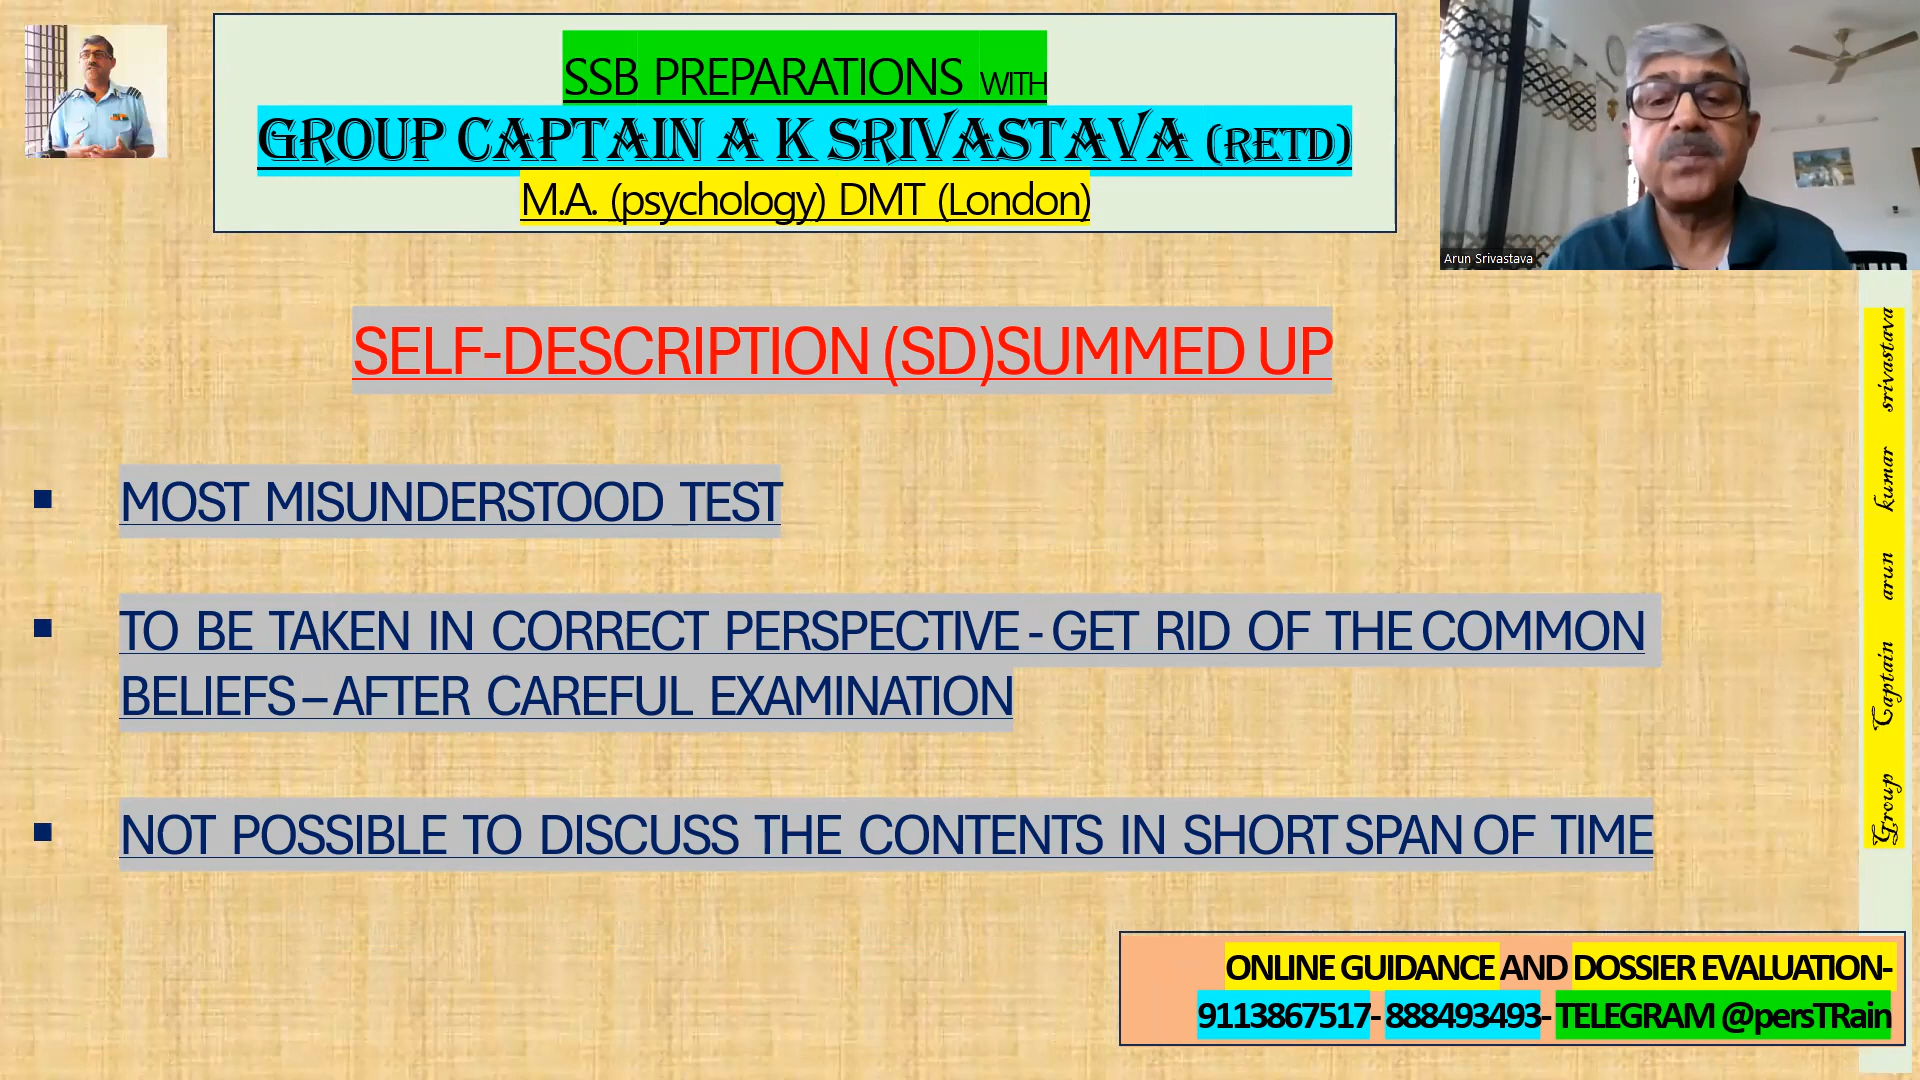 SSB PREPARATIONS WITH
GROUP CAPTAIN A K SRIVASTAVA (RETD)
M.A. (psychology) DMT (London)
Arun Srivastava
SELF-DESCRIPTION (SD)SUMMED UP
MOST MISUNDERSTOOD TEST
TO BE TAKEN IN CORRECT PERSPECTIVE - GET RID OF THE COMMON
BELIEFS – AFTER CAREFUL EXAMINATION
NOT POSSIBLE TO DISCUSS THE CONTENTS IN SHORT SPAN OF TIME
Group Captain arun kumar srivastava
ONLINE GUIDANCE AND DOSSIER EVALUATION-
9113867517- 888493493- TELEGRAM @persTRain